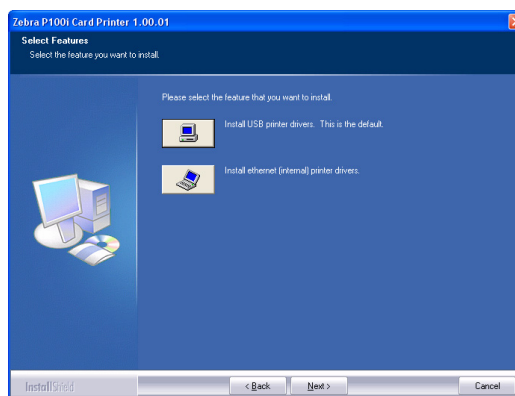 Zebra P100i Card Printer 1.00.01
Select Features
Select the feature you want to install.
Please select the feature that you want to install.
Install USB printer drivers. This is the default.
Install ethernet (internal) printer drivers.
InstallShield
< Back
Next >
Cancel